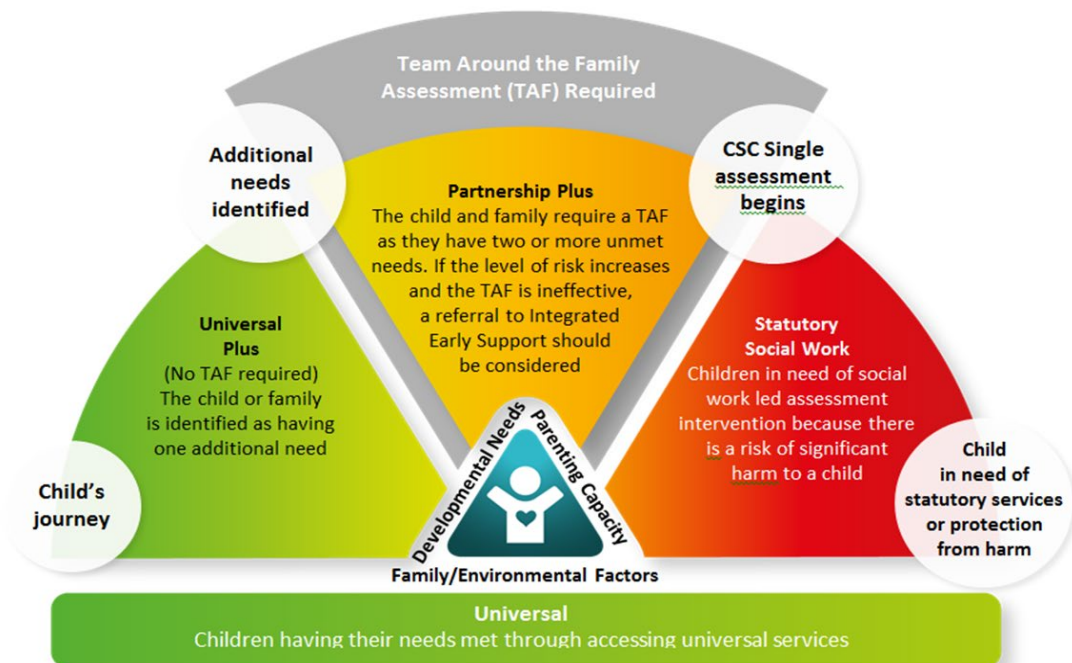 Team Around the Family
Assessment (TAF) Required
Additional
needs
identified
CSC Single
assessment
begins
Partnership Plus
The child and family require a TAF
as they have two or more unmet
needs. If the level of risk increases
and the TAF is ineffective,
a referral to Integrated
Early Support should
be considered
Universal
Plus
(No TAF required)
The child or family
is identified as having
one additional need
Statutory
Social Work
Children in need of social
work led assessment
intervention because there
is a risk of significant
harm to a child
Child's
journey
Child
in need of
statutory services
or protection
from harm
Developmental Needs
Parenting Capacity
Family/Environmental Factors
Universal
Children having their needs met through accessing universal services